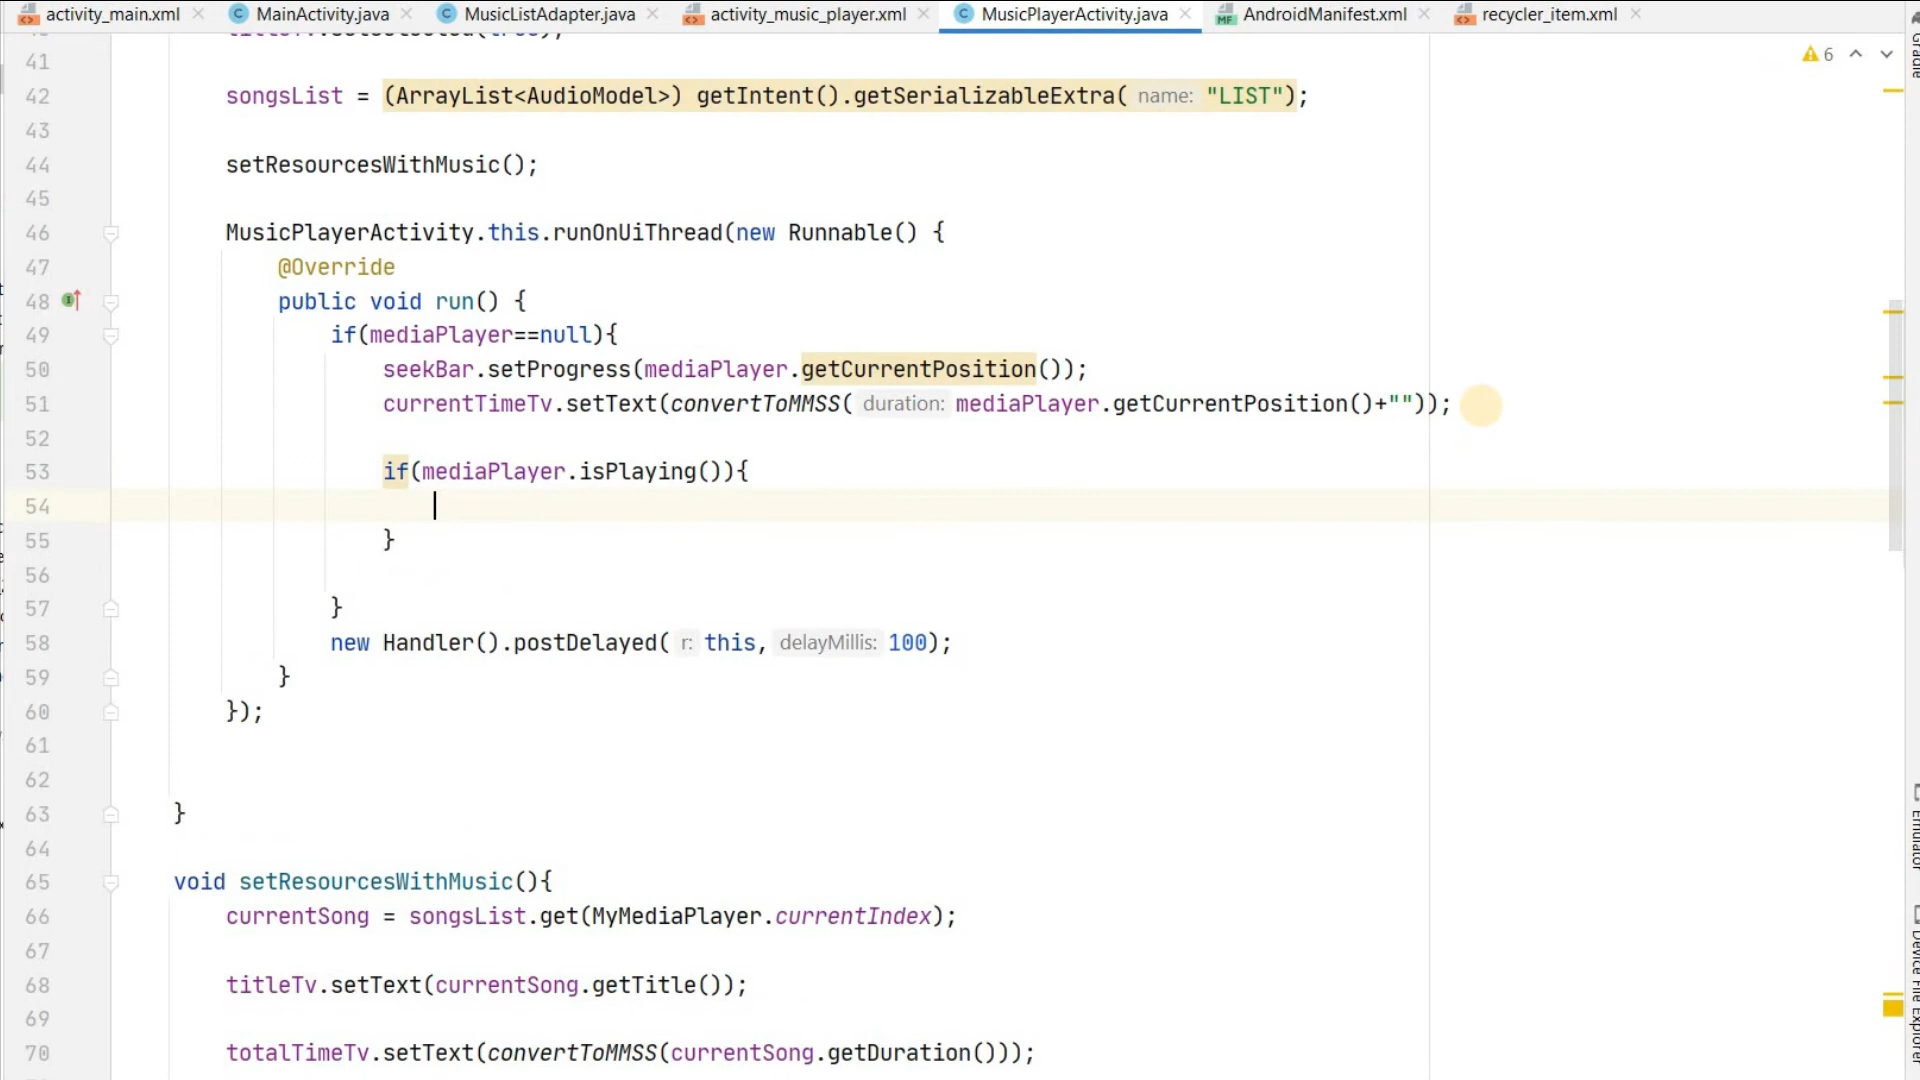 activity_main.xml MainActivity.java MusicListAdapter.java activity_music_player.xml MusicPlayerActivity.java AndroidManifest.xml recycler_item.xml
Gradle
6
41
42 songsList = (ArrayList<AudioModel>) getIntent().getSerializableExtra( name: "LIST");
43
44 setResourcesWithMusic();
45
46 MusicPlayerActivity.this.runOnUiThread(new Runnable() {
47 @Override
48 public void run() {
49 if(mediaPlayer==null){
50 seekBar.setProgress(mediaPlayer.getCurrentPosition());
51 currentTimeTv.setText(convertToMMSS( duration: mediaPlayer.getCurrentPosition()+""));
52
53 if(mediaPlayer.isPlaying()){
54
55 }
56
57 }
58 new Handler().postDelayed( r: this, delayMillis: 100);
59 }
60 });
61
62
63 }
64
65 void setResourcesWithMusic(){
66 currentSong = songsList.get(MyMediaPlayer.currentIndex);
67
68 titleTv.setText(currentSong.getTitle());
69
70 totalTimeTv.setText(convertToMMSS(currentSong.getDuration()));
Emulator
Device File Explorer